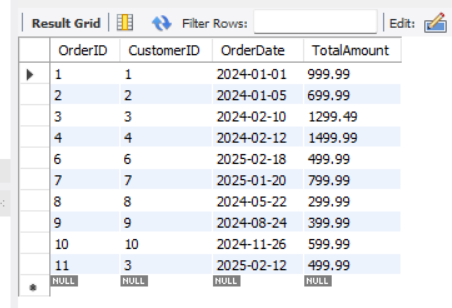 Result Grid Filter Rows: Edit:
OrderID CustomerID OrderDate TotalAmount
1 1 2024-01-01 999.99
2 2 2024-01-05 699.99
3 3 2024-02-10 1299.49
4 4 2024-02-12 1499.99
6 6 2025-02-18 499.99
7 7 2025-01-20 799.99
8 8 2024-05-22 299.99
9 9 2024-08-24 399.99
10 10 2024-11-26 599.99
11 3 2025-02-12 499.99
NULL NULL NULL NULL